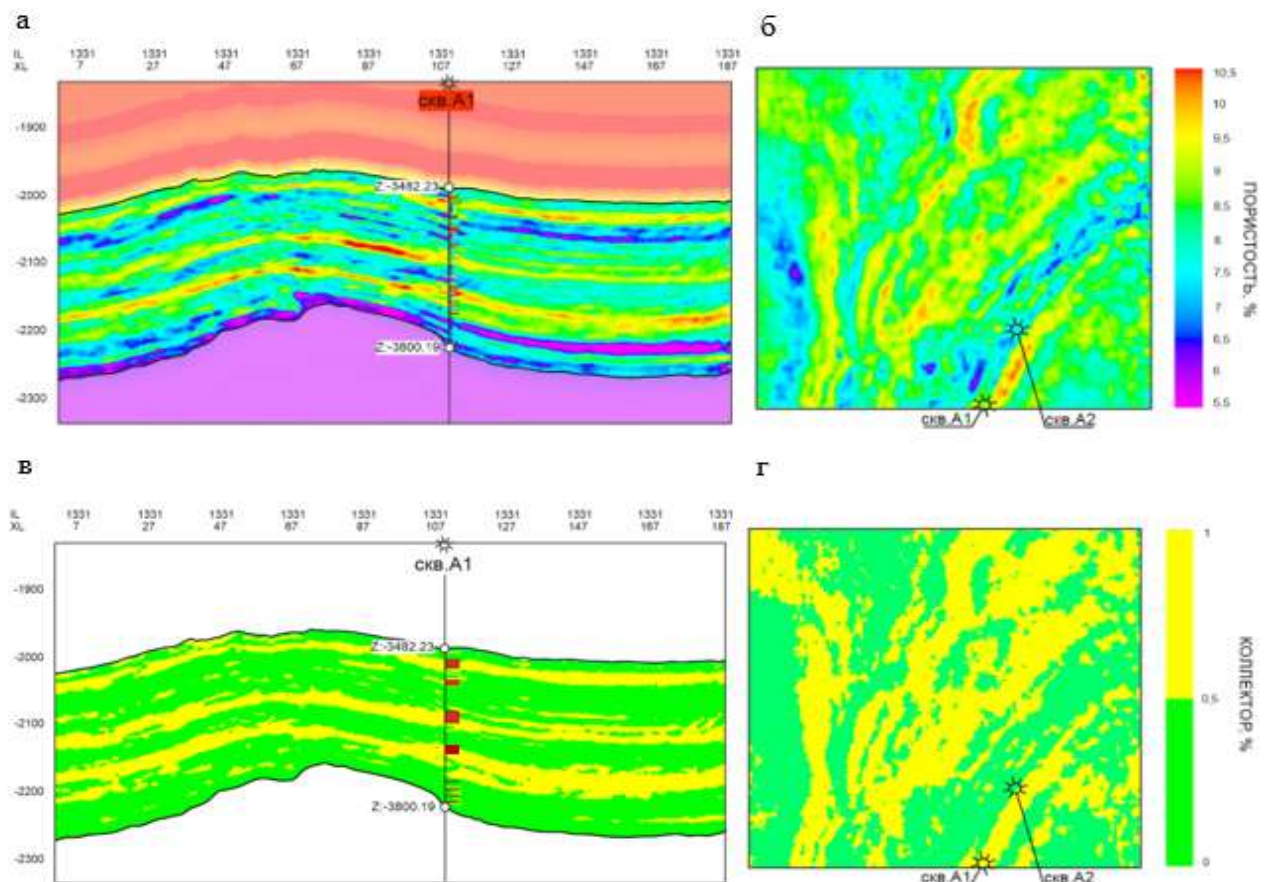 а
IL 1331 1331 1331 1331 1331 1331 1331 1331 1331 1331
XL 7 27 47 67 87 107 127 147 167 187
скв.А1
-1900
Z:-3482.23
-2000
-2100
-2200
Z:-3800.19
-2300
б
10,5
10
9,5
9
8,5
8
7,5
7
6,5
6
5,5
ПОРИСТОСТЬ, %
скв.А1 скв.А2
в
IL 1331 1331 1331 1331 1331 1331 1331 1331 1331 1331
XL 7 27 47 67 87 107 127 147 167 187
скв.А1
-1900
Z:-3482.23
-2000
-2100
-2200
Z:-3800.19
-2300
г
1
0,5
0
КОЛЛЕКТОР, %
скв.А1 скв.А2